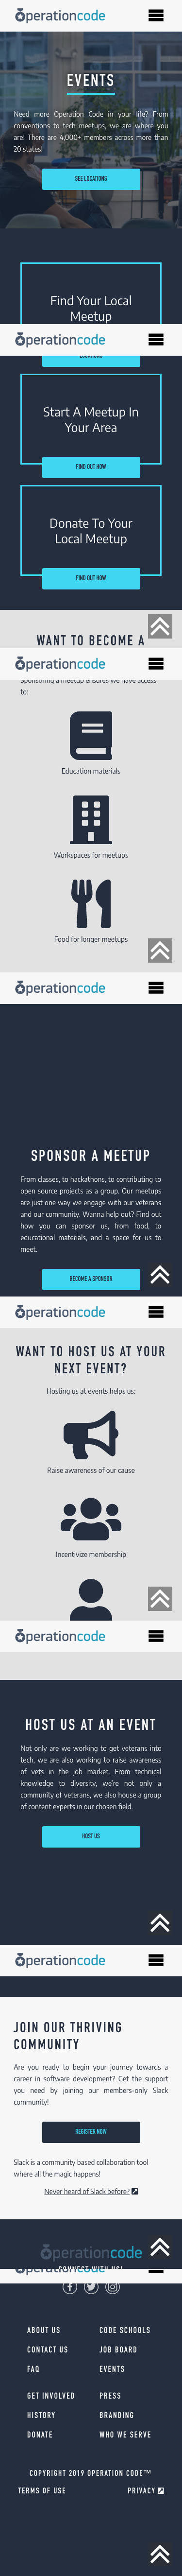 Operationcode
EVENTS
Need more Operation Code in your life? From
conventions to tech meetups, we are where you
are! There are 4,000+ members across more than
20 states!
SEE LOCATIONS
Find Your Local
Meetup
Operationcode
LOCATIONS
Start A Meetup In
Your Area
FIND OUT HOW
Donate To Your
Local Meetup
FIND OUT HOW
WANT TO BECOME A
Operationcode
Sponsoring a meetup ensures we have access
to:
Education materials
Workspaces for meetups
Food for longer meetups
Operationcode
SPONSOR A MEETUP
From classes, to hackathons, to contributing to
open source projects as a group. Our meetups
are just one way we engage with our veterans
and our community. Wanna help out? Find out
how you can sponsor us, from food, to
educational materials, and a space for us to
meet.
BECOME A SPONSOR
Operationcode
WANT TO HOST US AT YOUR
NEXT EVENT?
Hosting us at events helps us:
Raise awareness of our cause
Incentivize membership
Operationcode
HOST US AT AN EVENT
Not only are we working to get veterans into
tech, we are also working to raise awareness
of vets in the job market. From technical
knowledge to diversity, we're not only a
community of veterans, we also house a group
of content experts in our chosen field.
HOST US
Operationcode
JOIN OUR THRIVING
COMMUNITY
Are you ready to begin your journey towards a
career in software development? Get the support
you need by joining our members-only Slack
community!
REGISTER NOW
Slack is a community based collaboration tool
where all the magic happens!
Never heard of Slack before?
Operationcode
Operationcode
CONNECT WITH US!
ABOUT US
CODE SCHOOLS
CONTACT US
JOB BOARD
FAQ
EVENTS
GET INVOLVED
PRESS
HISTORY
BRANDING
DONATE
WHO WE SERVE
COPYRIGHT 2019 OPERATION CODE™
TERMS OF USE
PRIVACY